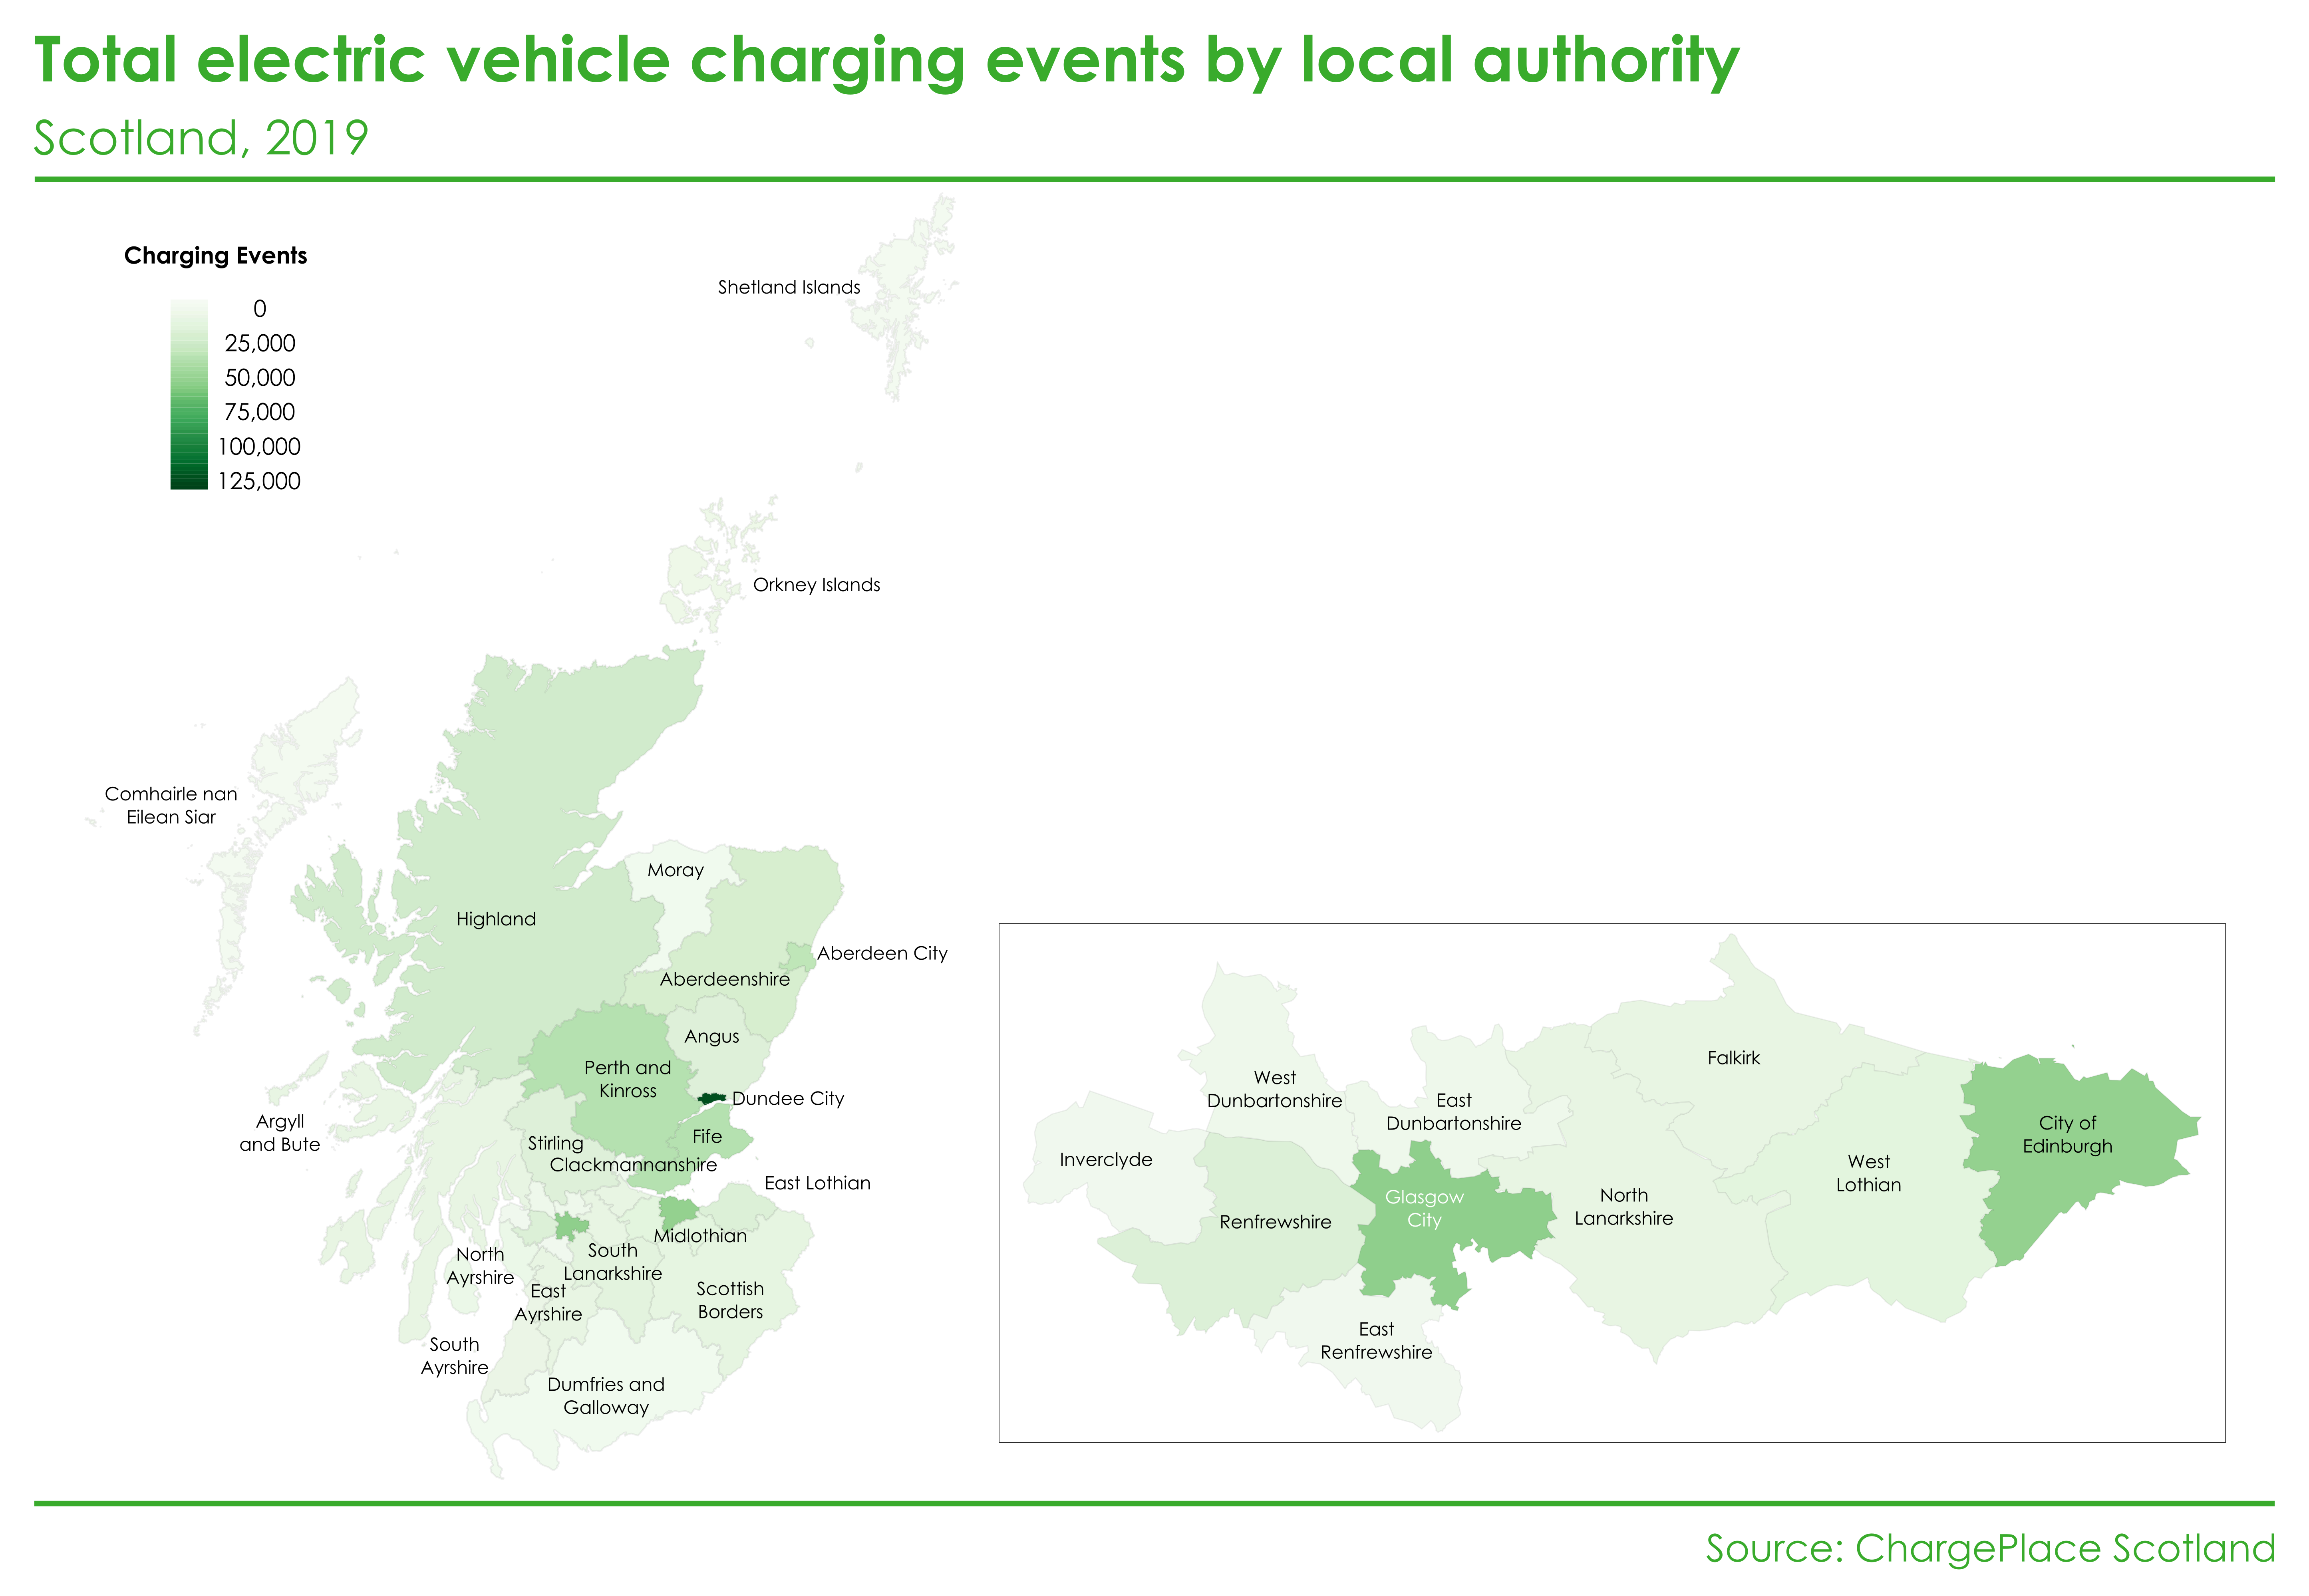 Total electric vehicle charging events by local authority
Scotland, 2019
Charging Events
0
25,000
50,000
75,000
100,000
125,000
Shetland Islands
Orkney Islands
Comhairle nan
Eilean Siar
Moray
Highland
Aberdeen City
Aberdeenshire
Angus
Perth and
Kinross
Dundee City
Argyll
and Bute
Fife
Stirling
Clackmannanshire
East Lothian
Midlothian
North
Ayrshire
South
Lanarkshire
East
Ayrshire
Scottish
Borders
South
Ayrshire
Dumfries and
Galloway
Falkirk
West
Dunbartonshire
East
Dunbartonshire
City of
Edinburgh
Inverclyde
West
Lothian
Glasgow
City
North
Lanarkshire
Renfrewshire
East
Renfrewshire
Source: ChargePlace Scotland